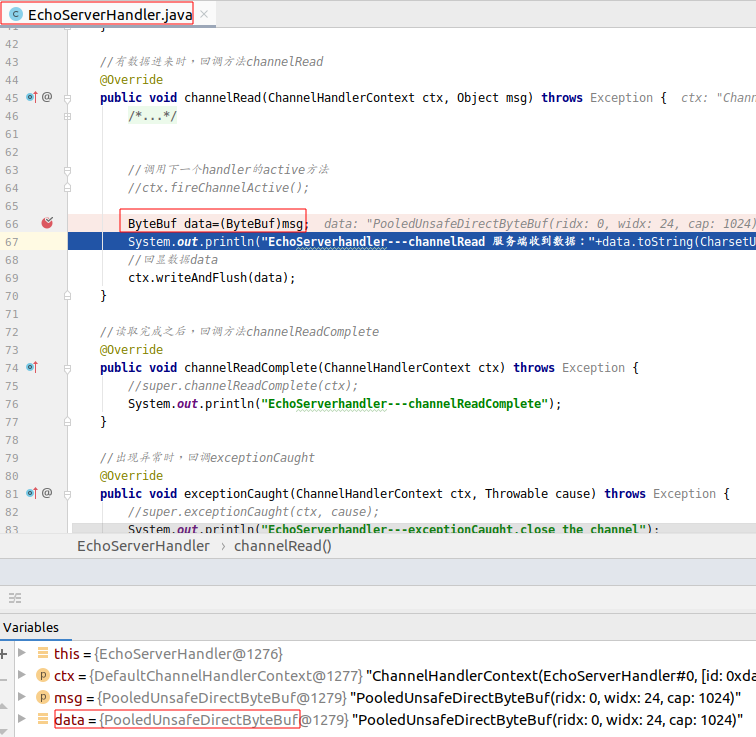 EchoServerHandler.java
42
43 //有数据进来时，回调方法channelRead
44 @Override
45 @ public void channelRead(ChannelHandlerContext ctx, Object msg) throws Exception { ctx: "Chann
46 /*...*/
61
62
63 //调用下一个handler的active方法
64 //ctx.fireChannelActive();
65
66 ByteBuf data=(ByteBuf)msg; data: "PooledUnsafeDirectByteBuf(ridx: 0, widx: 24, cap: 1024)
67 System.out.println("EchoServerhandler---channelRead 服务端收到数据："+data.toString(CharsetU
68 //回显数据data
69 ctx.writeAndFlush(data);
70 }
71
72 //读取完成之后，回调方法channelReadComplete
73 @Override
74 public void channelReadComplete(ChannelHandlerContext ctx) throws Exception {
75 //super.channelReadComplete(ctx);
76 System.out.println("EchoServerhandler---channelReadComplete");
77 }
78
79 //出现异常时，回调exceptionCaught
80 @Override
81 @ public void exceptionCaught(ChannelHandlerContext ctx, Throwable cause) throws Exception {
82 //super.exceptionCaught(ctx, cause);
83 System.out.println("EchoServerhandler---exceptionCaught,close the channel");
EchoServerHandler › channelRead()
Variables
this = {EchoServerHandler@1276}
p ctx = {DefaultChannelHandlerContext@1277} "ChannelHandlerContext(EchoServerHandler#0, [id: 0xda
p msg = {PooledUnsafeDirectByteBuf@1279} "PooledUnsafeDirectByteBuf(ridx: 0, widx: 24, cap: 1024)"
data = {PooledUnsafeDirectByteBuf@1279} "PooledUnsafeDirectByteBuf(ridx: 0, widx: 24, cap: 1024)"